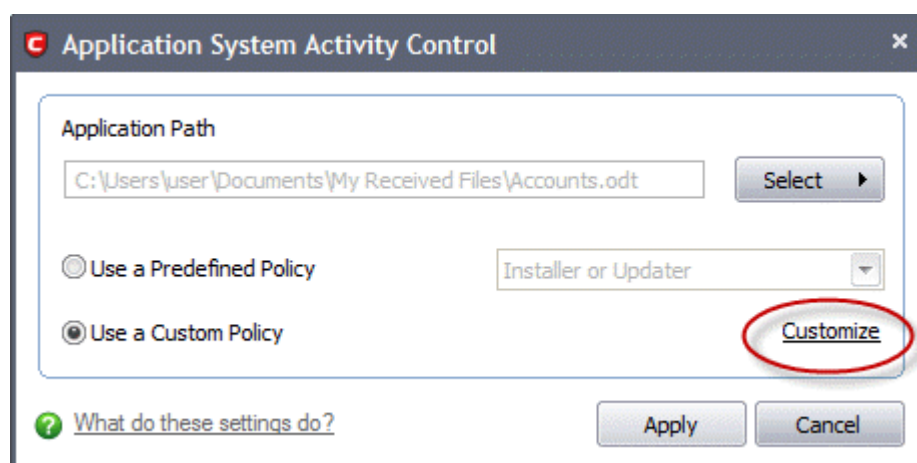 Application System Activity Control
Application Path
C:\Users\user\Documents\My Received Files\Accounts.odt
Select
Use a Predefined Policy
Installer or Updater
Use a Custom Policy
Customize
What do these settings do?
Apply
Cancel